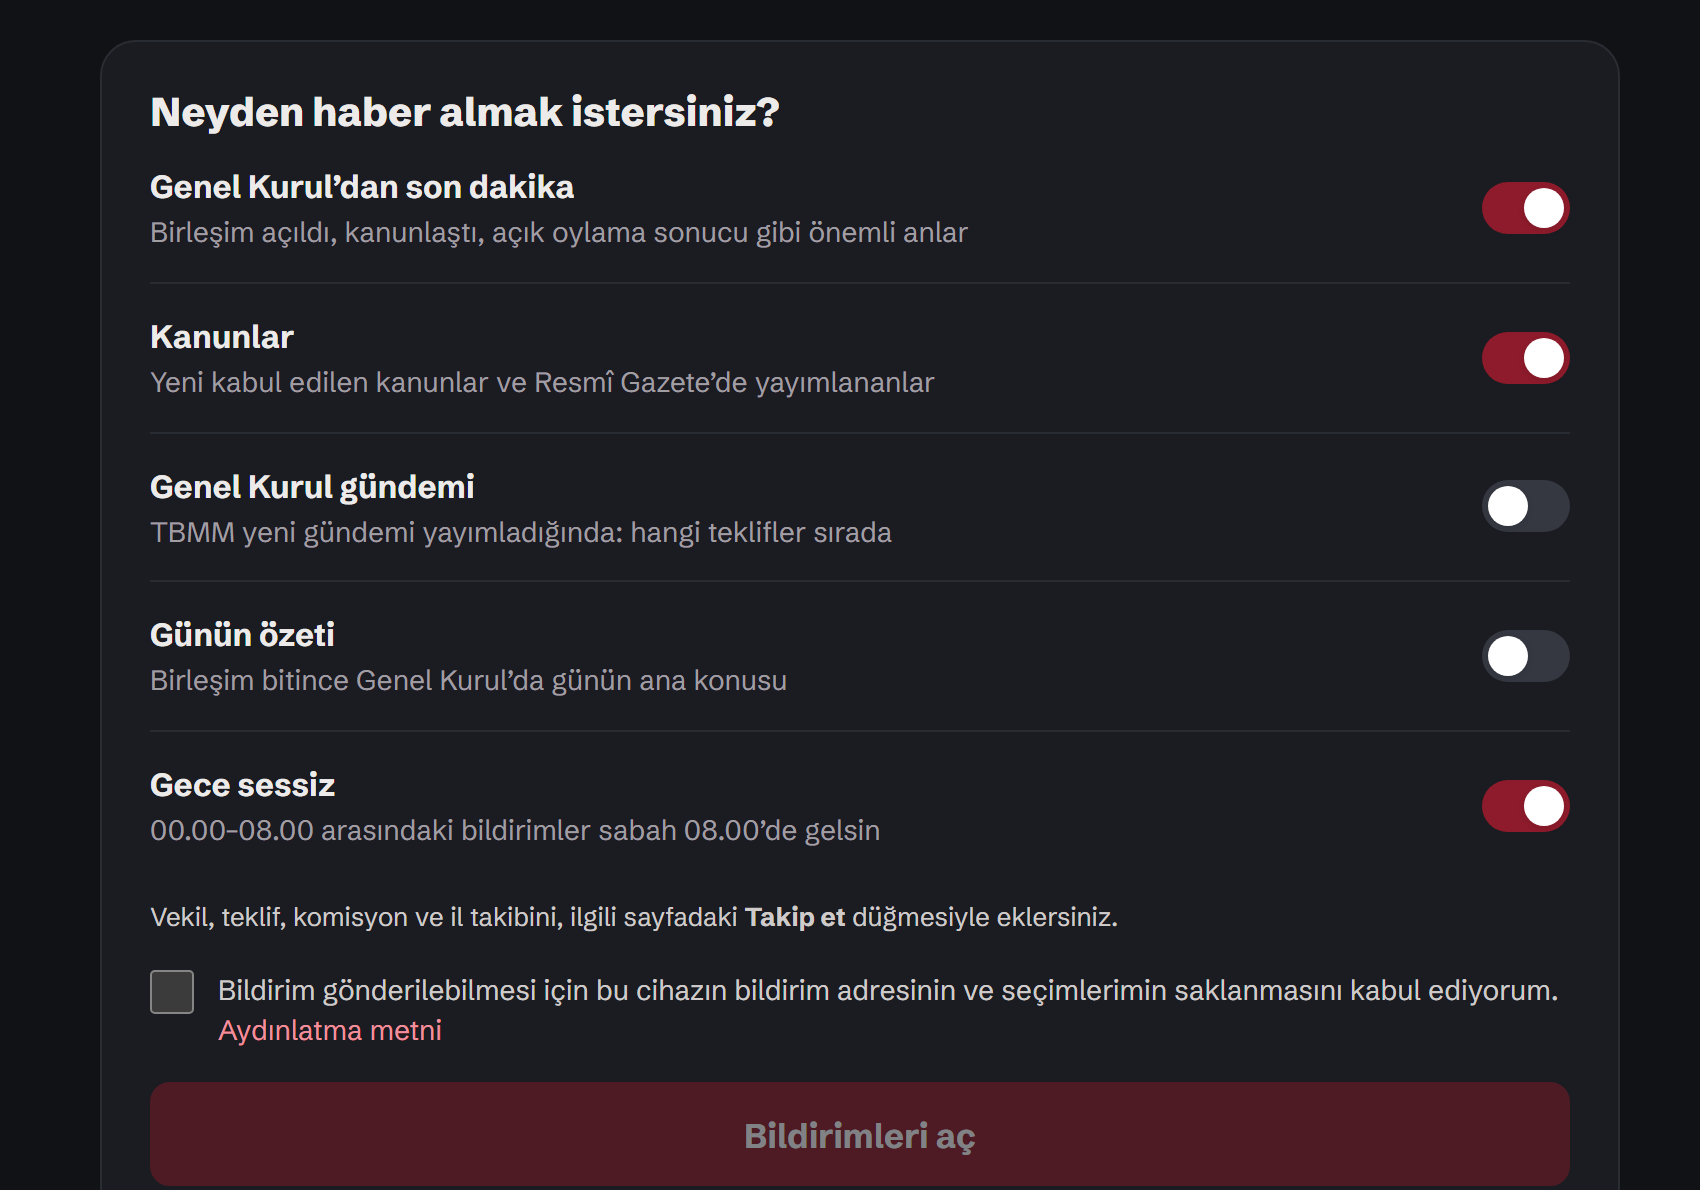 Neyden haber almak istersiniz?
Genel Kurul’dan son dakika
Birleşim açıldı, kanunlaştı, açık oylama sonucu gibi önemli anlar
Kanunlar
Yeni kabul edilen kanunlar ve Resmî Gazete’de yayımlananlar
Genel Kurul gündemi
TBMM yeni gündemi yayımladığında: hangi teklifler sırada
Günün özeti
Birleşim bitince Genel Kurul’da günün ana konusu
Gece sessiz
00.00–08.00 arasındaki bildirimler sabah 08.00’de gelsin
Vekil, teklif, komisyon ve il takibini, ilgili sayfadaki Takip et düğmesiyle eklersiniz.
Bildirim gönderilebilmesi için bu cihazın bildirim adresinin ve seçimlerimin saklanmasını kabul ediyorum.
Aydınlatma metni
Bildirimleri aç